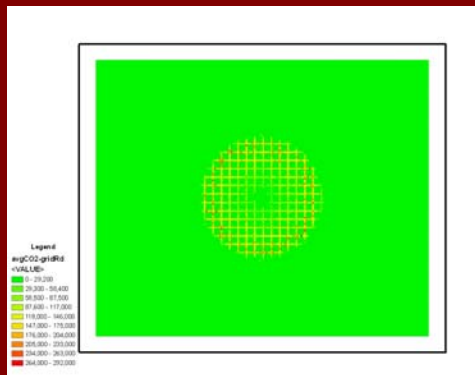 Legend
avgCO2-gridRd
<VALUE>
0 - 29,200
29,300 - 58,400
58,500 - 87,500
87,600 - 117,000
118,000 - 146,000
147,000 - 175,000
176,000 - 204,000
205,000 - 233,000
234,000 - 263,000
264,000 - 292,000